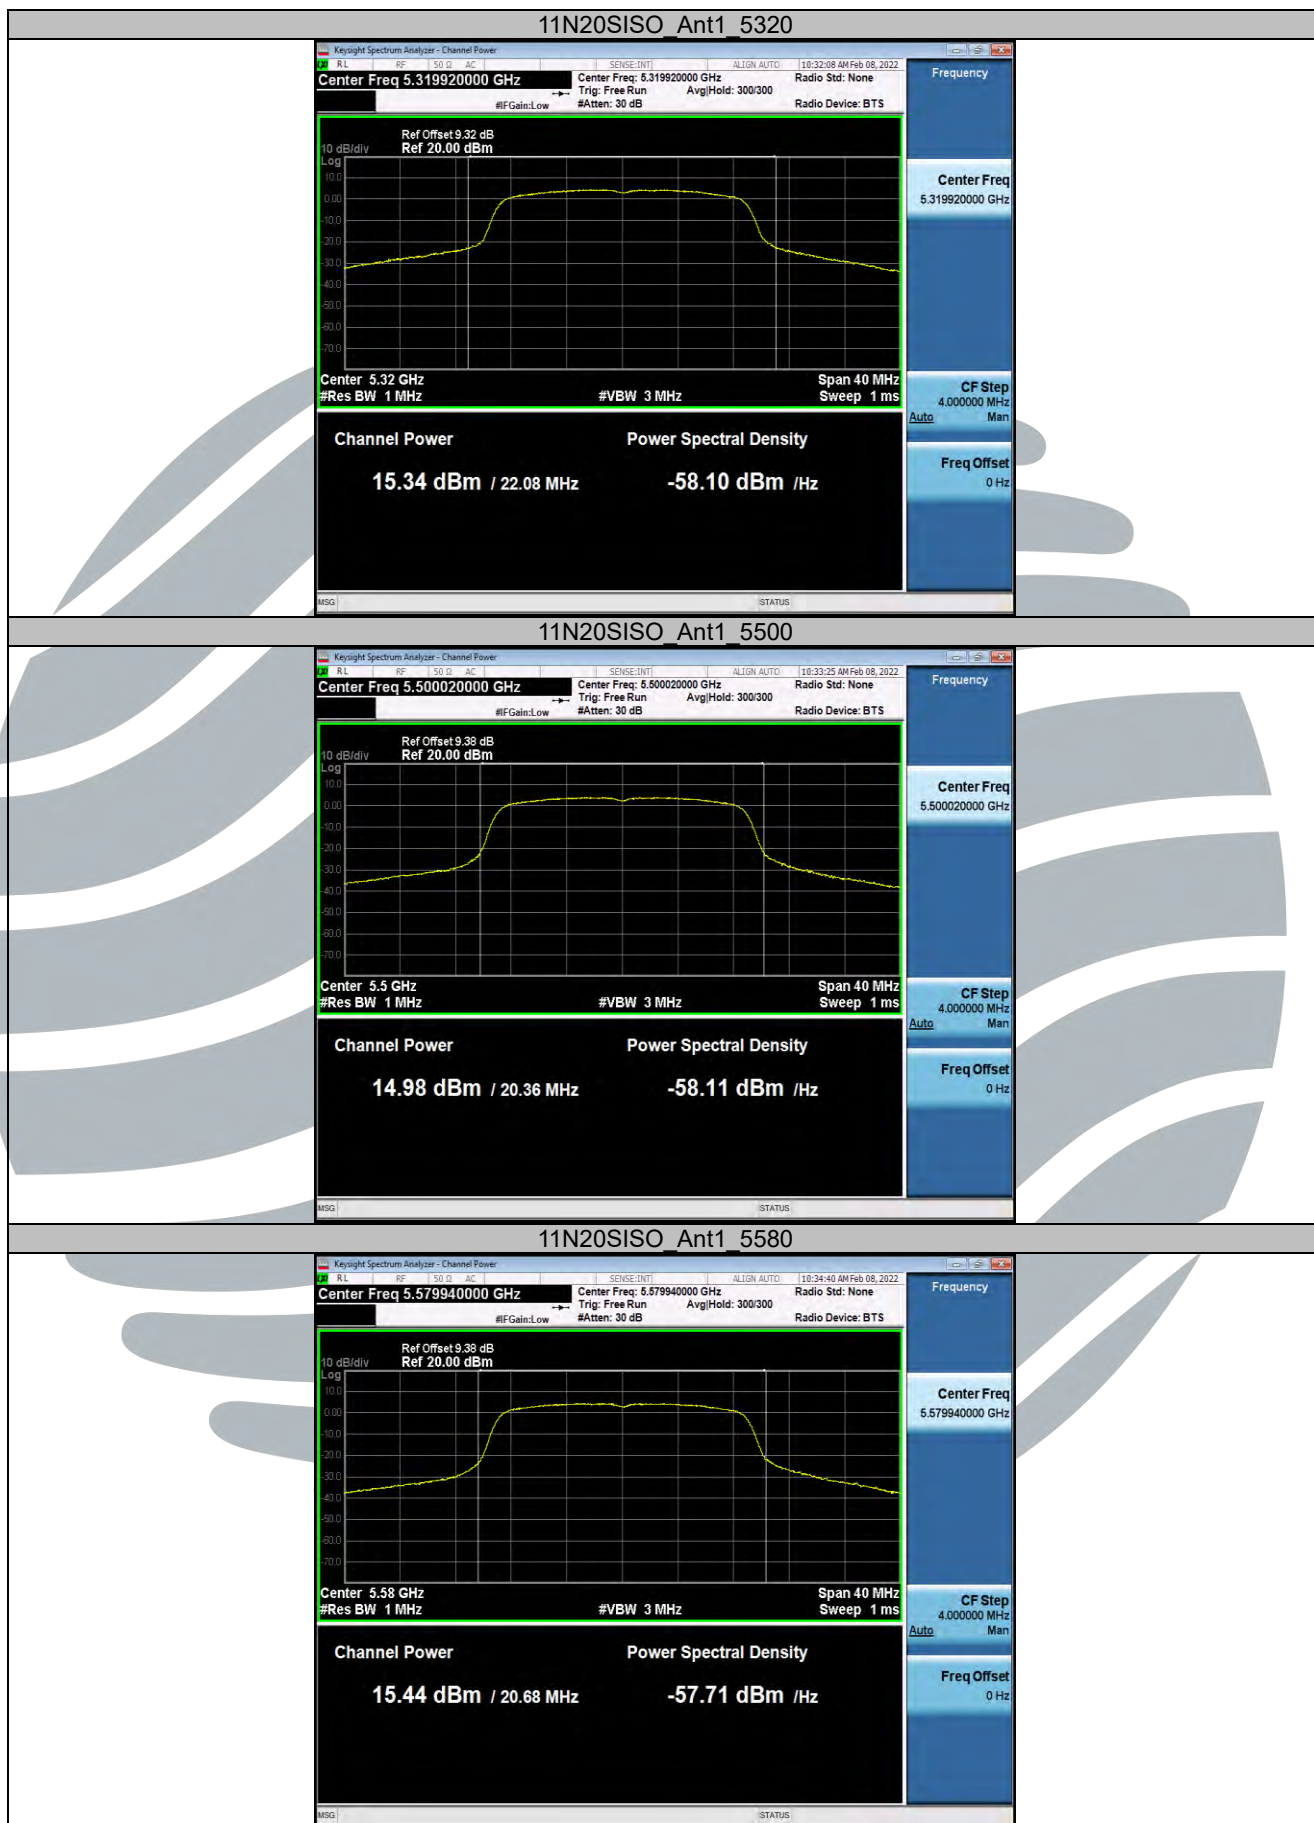 11N20SISO_Ant1_5320
Keysight Spectrum Analyzer - Channel Power
RL RF 50 Ω AC SENSE:INT ALIGN AUTO 10:32:08 AM Feb 08, 2022
Center Freq 5.319920000 GHz
Center Freq: 5.319920000 GHz Radio Std: None
Trig: Free Run Avg|Hold: 300/300
#IFGain:Low #Atten: 30 dB Radio Device: BTS
Frequency
Ref Offset 9.32 dB
10 dB/div Ref 20.00 dBm
Log
10.0
0.00
-10.0
-20.0
-30.0
-40.0
-50.0
-60.0
-70.0
Center 5.32 GHz Span 40 MHz
#Res BW 1 MHz #VBW 3 MHz Sweep 1 ms
Channel Power Power Spectral Density
15.34 dBm / 22.08 MHz -58.10 dBm /Hz
Center Freq
5.319920000 GHz
CF Step
4.000000 MHz
Auto Man
Freq Offset
0 Hz
MSG STATUS
11N20SISO_Ant1_5500
Keysight Spectrum Analyzer - Channel Power
RL RF 50 Ω AC SENSE:INT ALIGN AUTO 10:33:25 AM Feb 08, 2022
Center Freq 5.500020000 GHz
Center Freq: 5.500020000 GHz Radio Std: None
Trig: Free Run Avg|Hold: 300/300
#IFGain:Low #Atten: 30 dB Radio Device: BTS
Frequency
Ref Offset 9.38 dB
10 dB/div Ref 20.00 dBm
Log
10.0
0.00
-10.0
-20.0
-30.0
-40.0
-50.0
-60.0
-70.0
Center 5.5 GHz Span 40 MHz
#Res BW 1 MHz #VBW 3 MHz Sweep 1 ms
Channel Power Power Spectral Density
14.98 dBm / 20.36 MHz -58.11 dBm /Hz
Center Freq
5.500020000 GHz
CF Step
4.000000 MHz
Auto Man
Freq Offset
0 Hz
MSG STATUS
11N20SISO_Ant1_5580
Keysight Spectrum Analyzer - Channel Power
RL RF 50 Ω AC SENSE:INT ALIGN AUTO 10:34:40 AM Feb 08, 2022
Center Freq 5.579940000 GHz
Center Freq: 5.579940000 GHz Radio Std: None
Trig: Free Run Avg|Hold: 300/300
#IFGain:Low #Atten: 30 dB Radio Device: BTS
Frequency
Ref Offset 9.38 dB
10 dB/div Ref 20.00 dBm
Log
10.0
0.00
-10.0
-20.0
-30.0
-40.0
-50.0
-60.0
-70.0
Center 5.58 GHz Span 40 MHz
#Res BW 1 MHz #VBW 3 MHz Sweep 1 ms
Channel Power Power Spectral Density
15.44 dBm / 20.68 MHz -57.71 dBm /Hz
Center Freq
5.579940000 GHz
CF Step
4.000000 MHz
Auto Man
Freq Offset
0 Hz
MSG STATUS